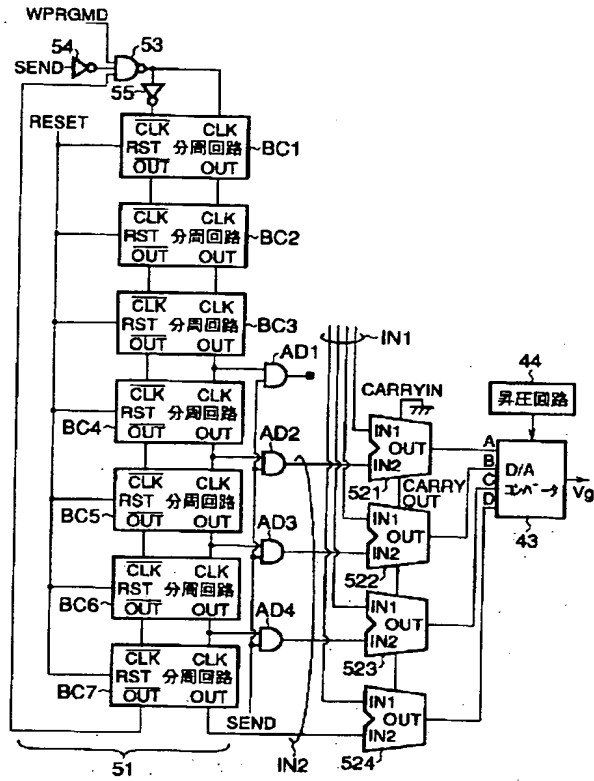 WPRGMD
54
53
SEND
55
RESET
CLK CLK
RST 分周回路
OUT OUT
BC1
CLK CLK
RST 分周回路
OUT OUT
BC2
CLK CLK
RST 分周回路
OUT OUT
BC3
IN1
AD1
44
CLK CLK
RST 分周回路
OUT OUT
BC4
CARRYIN
昇圧回路
AD2
IN1
OUT
IN2
521
A
B
C
D
D/A
コンバータ
Vg
43
CARRY
OUT
CLK CLK
RST 分周回路
OUT OUT
BC5
AD3
IN1
OUT
IN2
522
CLK CLK
RST 分周回路
OUT OUT
BC6
AD4
IN1
OUT
IN2
523
CLK CLK
RST 分周回路
OUT OUT
BC7
SEND
IN1
OUT
IN2
524
51
IN2